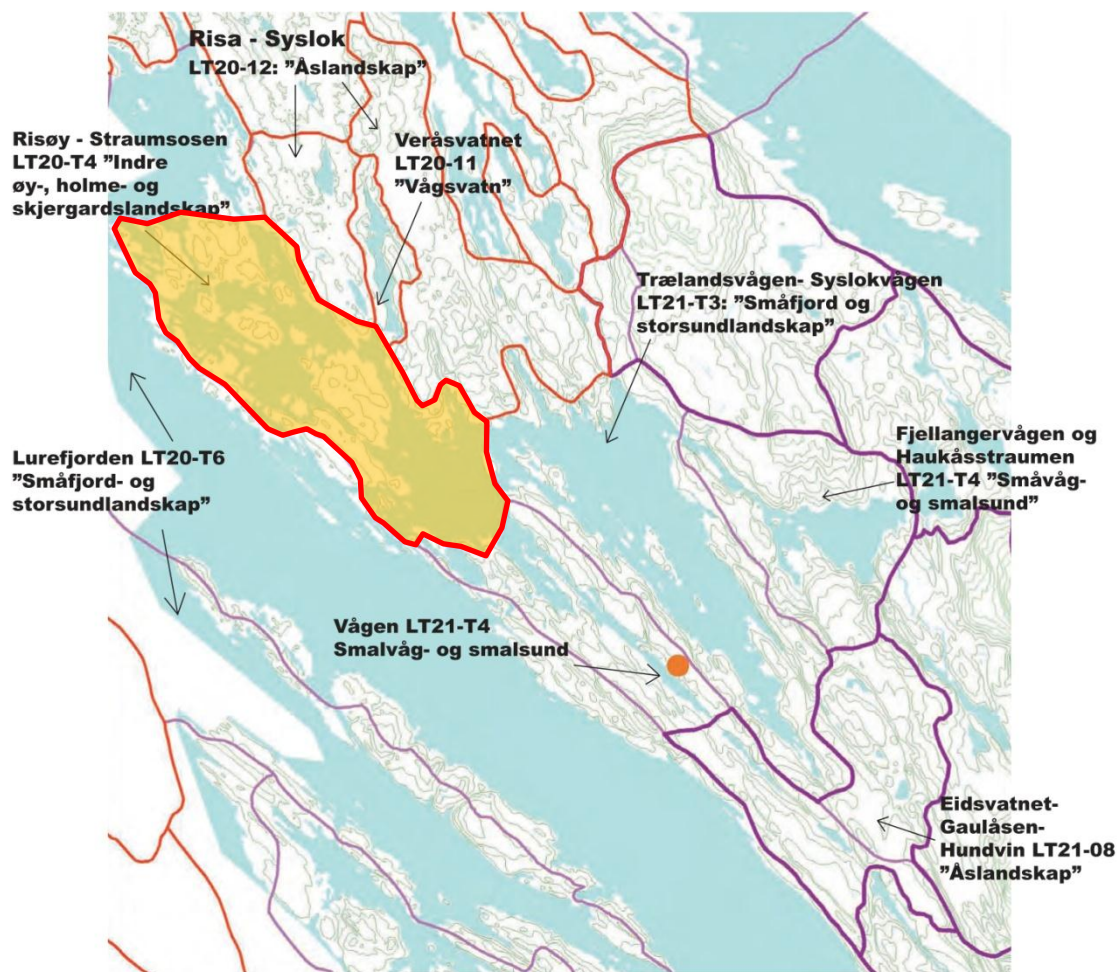 Risa - Syslok
LT20-12: "Åslandskap"
Risøy - Straumsosen
LT20-T4 "Indre
øy-, holme- og
skjergardslandskap"
Veråsvatnet
LT20-11
"Vågsvatn"
Trælandsvågen- Syslokvågen
LT21-T3: "Småfjord og
storsundlandskap"
Lurefjorden LT20-T6
"Småfjord- og
storsundlandskap"
Fjellangervågen og
Haukåsstraumen
LT21-T4 "Småvåg-
og smalsund"
Vågen LT21-T4
Smalvåg- og smalsund
Eidsvatnet-
Gaulåsen-
Hundvin LT21-08
"Åslandskap"